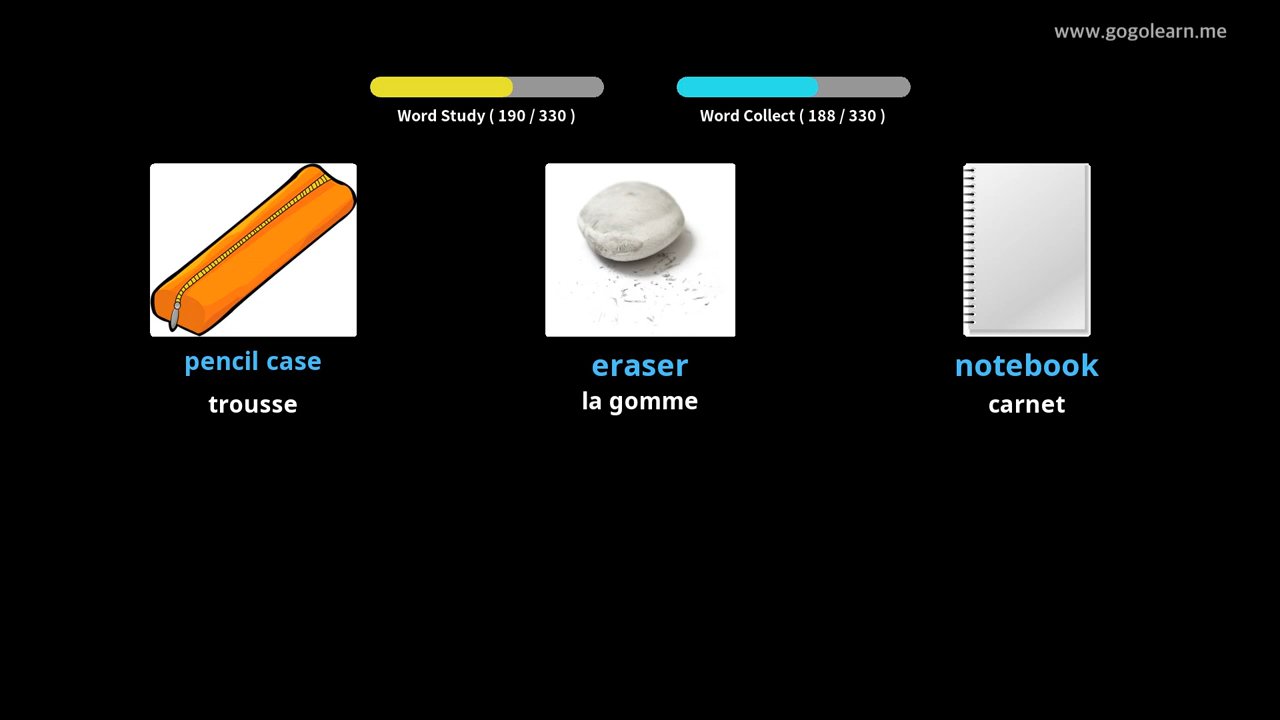 www.gogolearn.me
Word Study ( 190 / 330 )
Word Collect ( 188 / 330 )
pencil case
trousse
eraser
la gomme
notebook
carnet